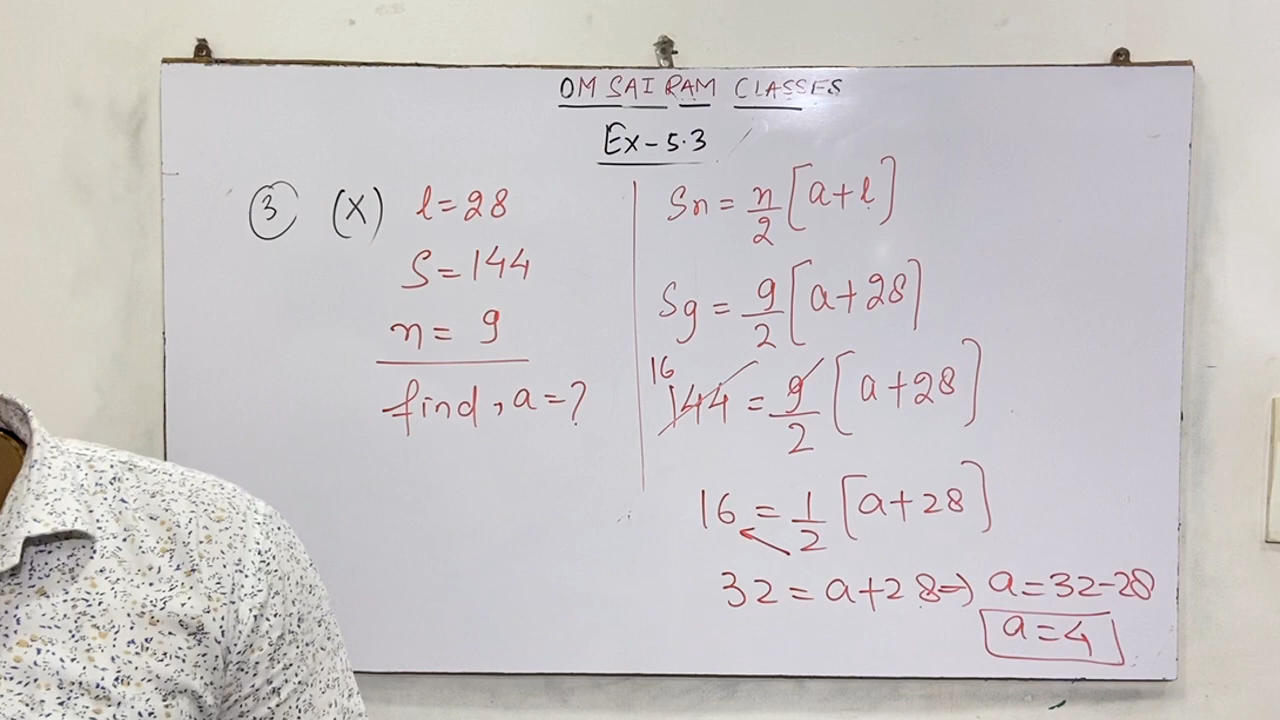 OM SAI RAM CLASSES
Ex-5.3
③ (X) l=28
S=144
n= 9
find, a=?
Sn = n/2 [a+l]
S9 = 9/2 [a+28]
16
144 = 9/2 [a+28]
16 = 1/2 [a+28]
32 = a+28 ⇒ a=32-28
a=4